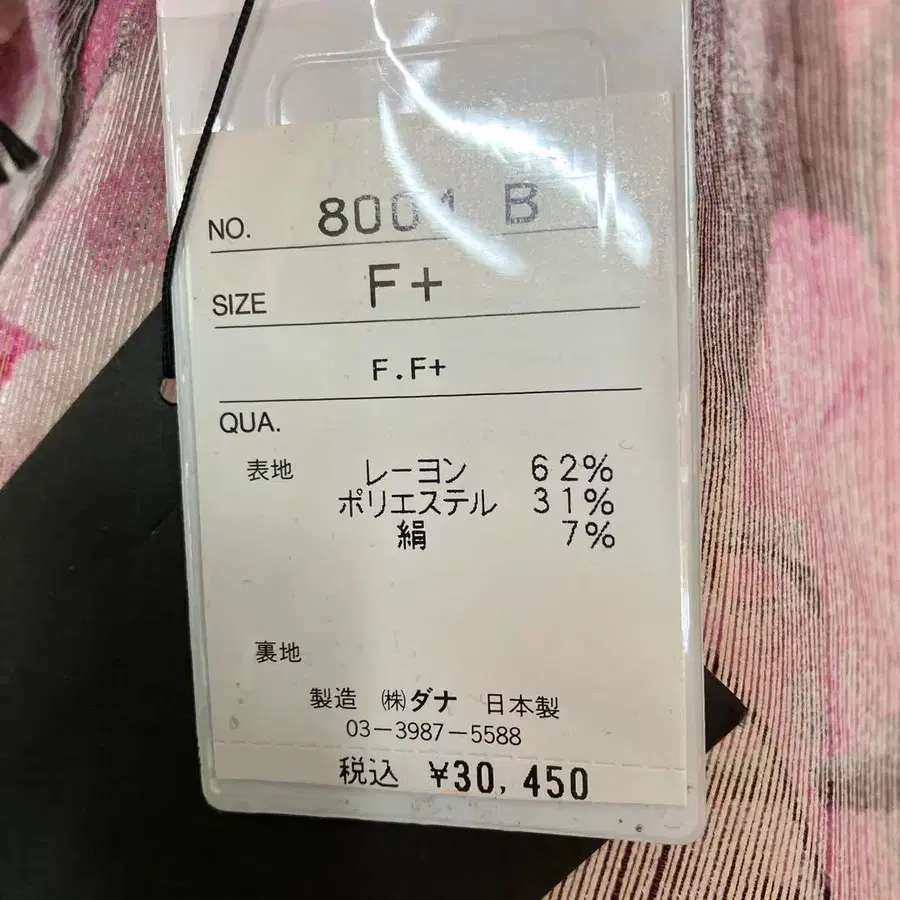 NO. 8001 B
SIZE F+
F.F+
QUA.
表地 レーヨン 62%
ポリエステル 31%
絹 7%
裏地
製造 ㈱ダナ 日本製
03-3987-5588
税込 ¥30,450